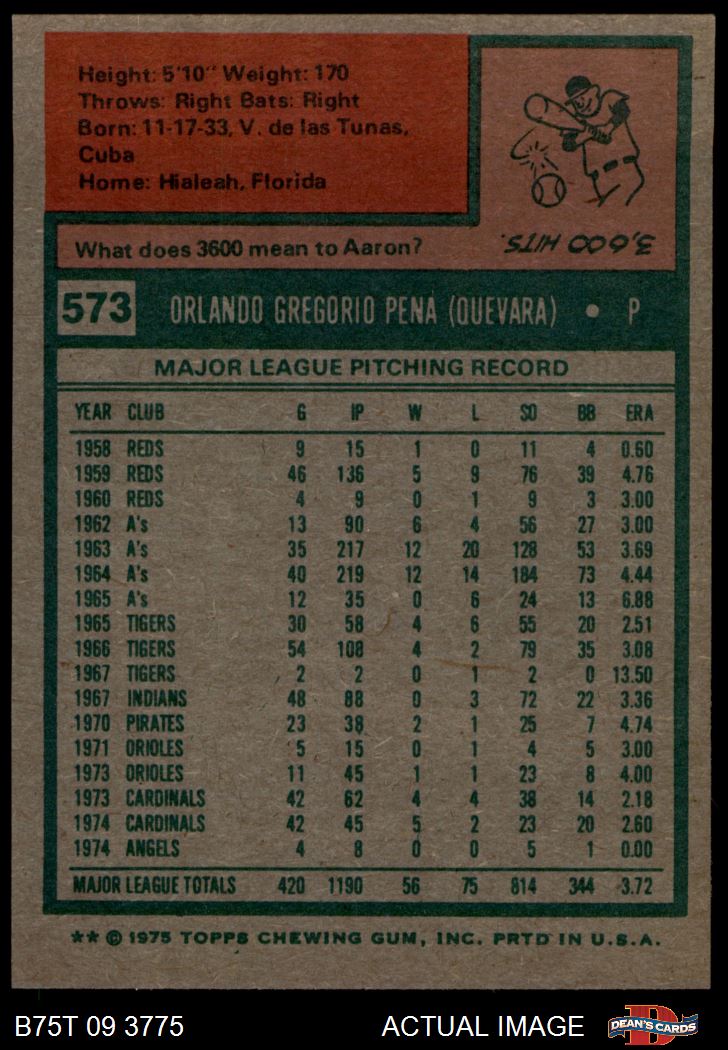 Height: 5'10" Weight: 170
Throws: Right Bats: Right
Born: 11-17-33, V. de las Tunas,
Cuba
Home: Hialeah, Florida
What does 3600 mean to Aaron?
3,600 HITS.
573 ORLANDO GREGORIO PENA (QUEVARA) • P
MAJOR LEAGUE PITCHING RECORD
YEAR CLUB G IP W L SO BB ERA
1958 REDS 9 15 1 0 11 4 0.60
1959 REDS 46 136 5 9 76 39 4.76
1960 REDS 4 9 0 1 9 3 3.00
1962 A's 13 90 6 4 56 27 3.00
1963 A's 35 217 12 20 128 53 3.69
1964 A's 40 219 12 14 184 73 4.44
1965 A's 12 35 0 6 24 13 6.88
1965 TIGERS 30 58 4 6 55 20 2.51
1966 TIGERS 54 108 4 2 79 35 3.08
1967 TIGERS 2 2 0 1 2 0 13.50
1967 INDIANS 48 88 0 3 72 22 3.36
1970 PIRATES 23 38 2 1 25 7 4.74
1971 ORIOLES 5 15 0 1 4 5 3.00
1973 ORIOLES 11 45 1 1 23 8 4.00
1973 CARDINALS 42 62 4 4 38 14 2.18
1974 CARDINALS 42 45 5 2 23 20 2.60
1974 ANGELS 4 8 0 0 5 1 0.00
MAJOR LEAGUE TOTALS 420 1190 56 75 814 344 3.72
** © 1975 TOPPS CHEWING GUM, INC. PRTD IN U.S.A.
B75T 09 3775 ACTUAL IMAGE D DEAN'S CARDS